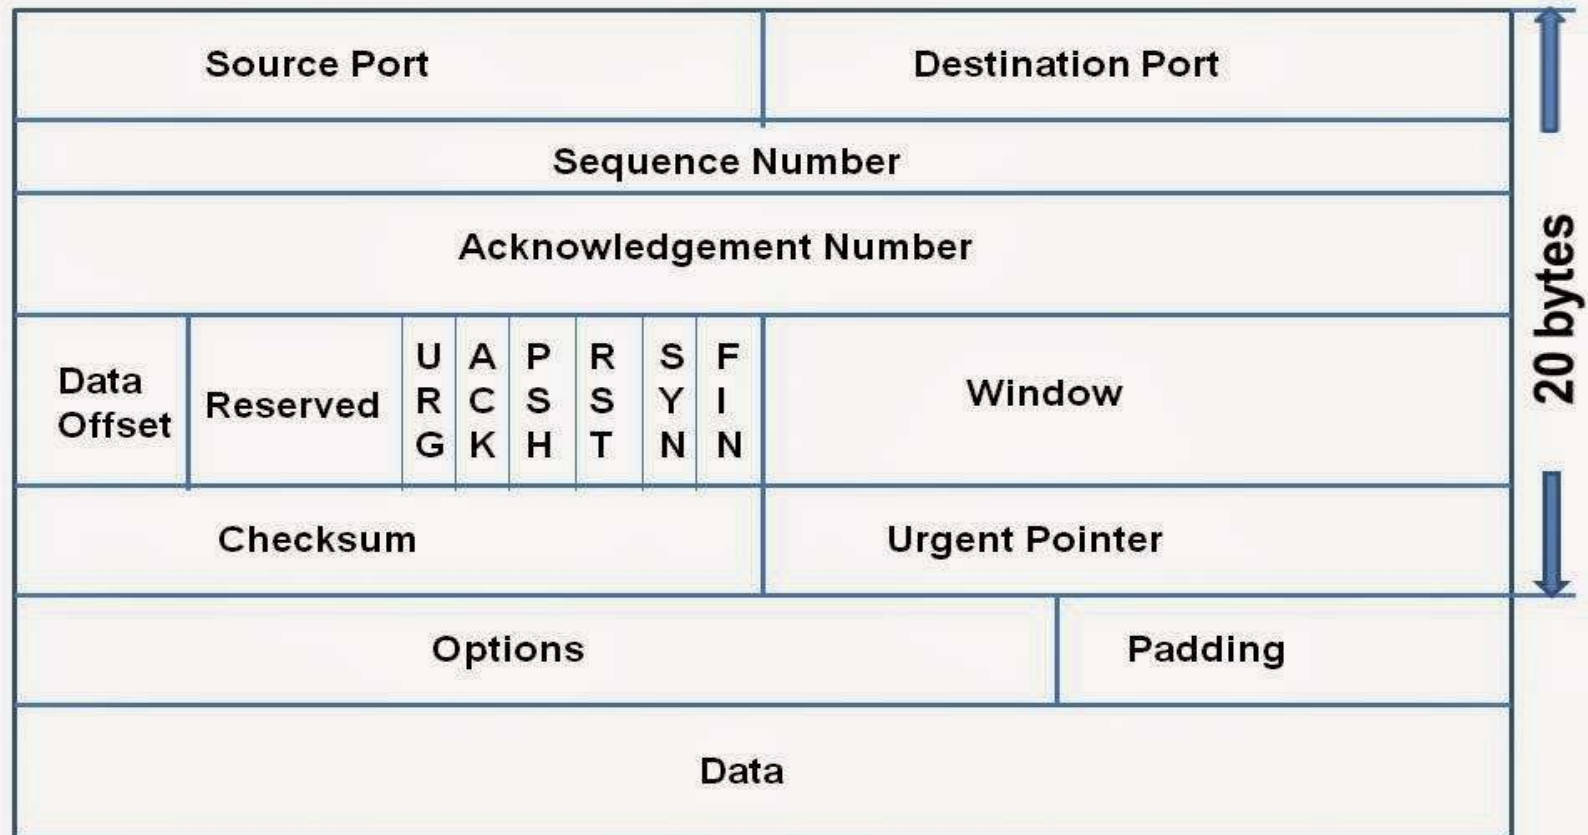 Source Port
Destination Port
Sequence Number
Acknowledgement Number
Data
Offset
Reserved
URG
ACK
PSH
RST
SYN
FIN
Window
Checksum
Urgent Pointer
Options
Padding
Data
20 bytes